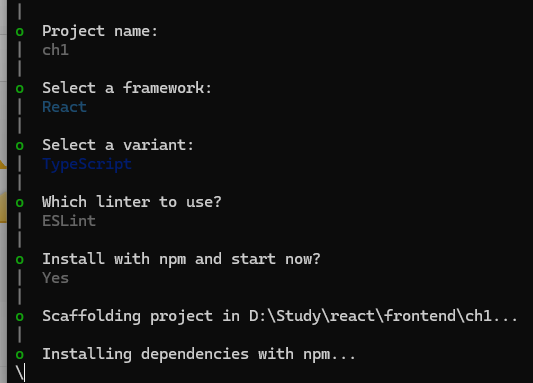 Project name:
ch1
Select a framework:
React
Select a variant:
TypeScript
Which linter to use?
ESLint
Install with npm and start now?
Yes
Scaffolding project in D:\Study\react\frontend\ch1...
Installing dependencies with npm...
\